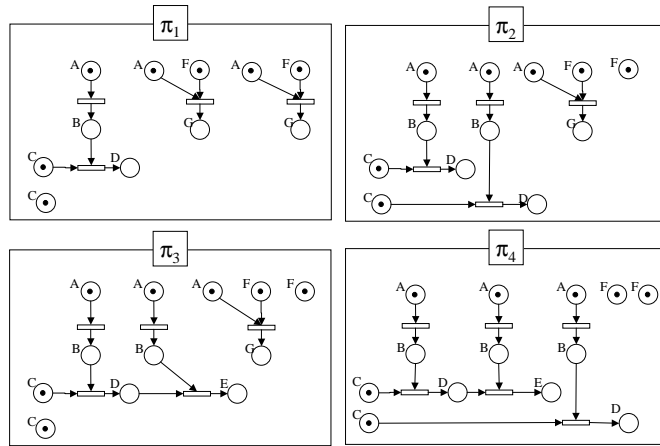 π1 π2
A A F A F
A A A F F
B G G
B B G
C D
C D
C
C D
π3 π4
A A A F F
A A A F F
B B G
B B B
C D E
C D E
C
C D